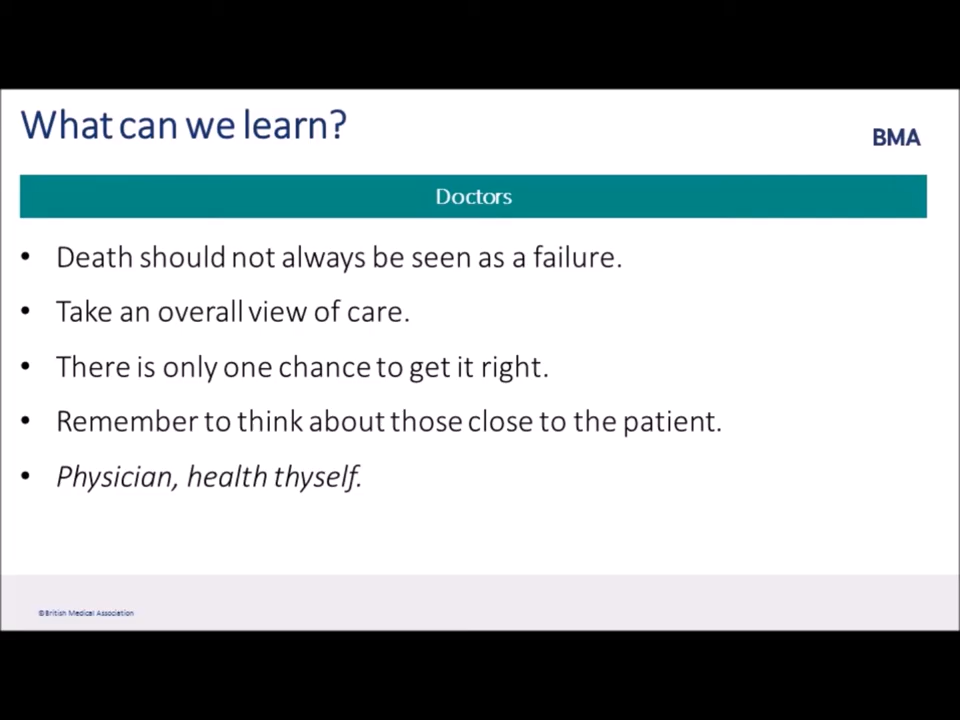 What can we learn?
BMA
Doctors
• Death should not always be seen as a failure.
• Take an overall view of care.
• There is only one chance to get it right.
• Remember to think about those close to the patient.
• Physician, health thyself.
©British Medical Association